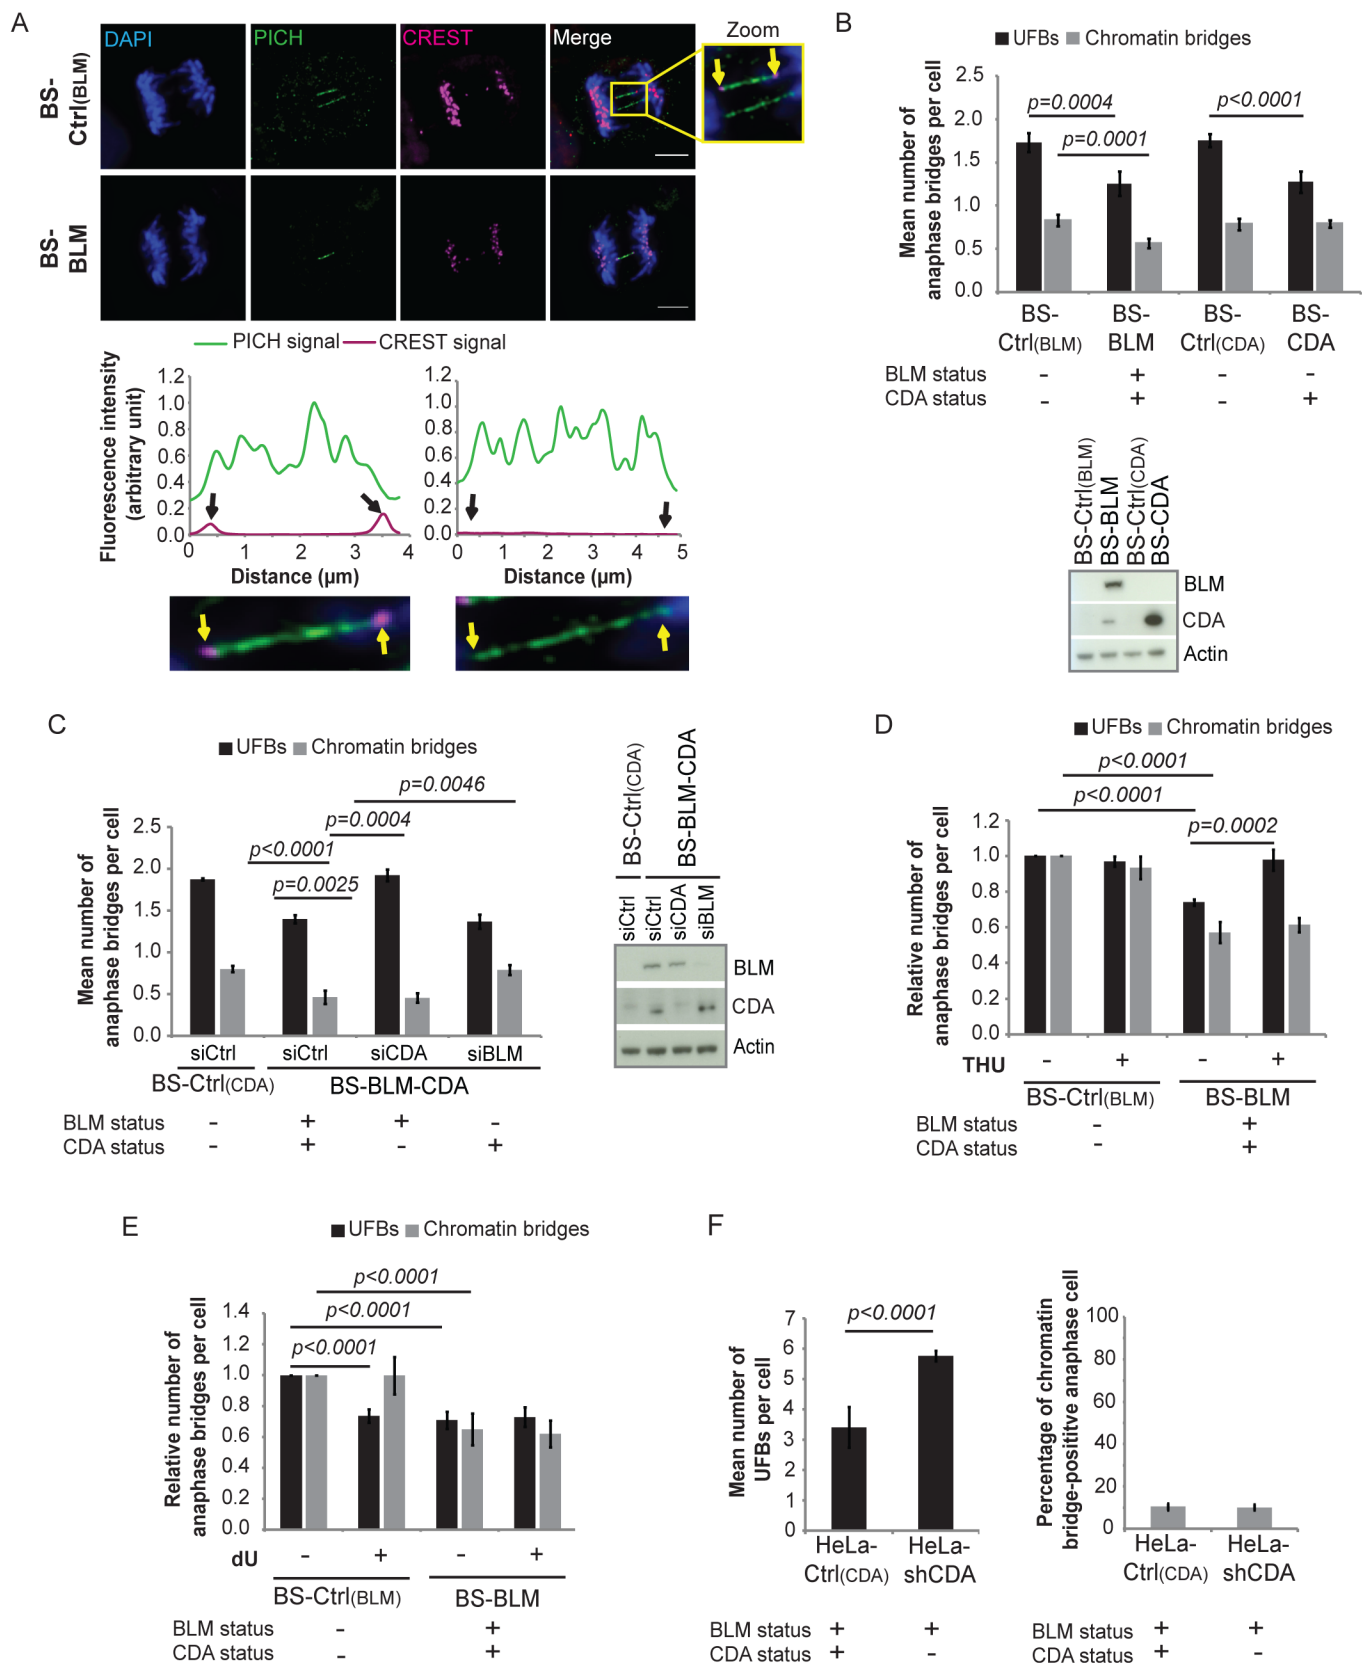 A
DAPI
PICH
CREST
Merge
Zoom
BS-
Ctrl(BLM)
BS-
BLM
PICH signal
CREST signal
Fluorescence intensity
(arbitrary unit)
1.2
1.0
0.8
0.6
0.4
0.2
0.0
0 1 2 3 4
Distance (µm)
1.2
1.0
0.8
0.6
0.4
0.2
0.0
0 1 2 3 4 5
Distance (µm)
B
UFBs
Chromatin bridges
Mean number of
anaphase bridges per cell
2.5
2.0
1.5
1.0
0.5
0.0
p=0.0004
p<0.0001
p=0.0001
BS-
Ctrl(BLM)
BS-
BLM
BS-
Ctrl(CDA)
BS-
CDA
BLM status - + - -
CDA status - + - +
BS-Ctrl(BLM)
BS-BLM
BS-Ctrl(CDA)
BS-CDA
BLM
CDA
Actin
C
UFBs
Chromatin bridges
Mean number of
anaphase bridges per cell
2.5
2.0
1.5
1.0
0.5
0.0
p=0.0046
p=0.0004
p<0.0001
p=0.0025
siCtrl siCtrl siCDA siBLM
BS-Ctrl(CDA) BS-BLM-CDA
BLM status - + + -
CDA status - + - +
BS-Ctrl(CDA)
BS-BLM-CDA
siCtrl
siCtrl
siCDA
siBLM
BLM
CDA
Actin
D
UFBs
Chromatin bridges
Relative number of
anaphase bridges per cell
1.2
1.0
0.8
0.6
0.4
0.2
0.0
p<0.0001
p<0.0001
p=0.0002
THU - + - +
BS-Ctrl(BLM) BS-BLM
BLM status - +
CDA status - +
E
UFBs
Chromatin bridges
Relative number of
anaphase bridges per cell
1.4
1.2
1.0
0.8
0.6
0.4
0.2
0.0
p<0.0001
p<0.0001
p<0.0001
dU - + - +
BS-Ctrl(BLM) BS-BLM
BLM status - +
CDA status - +
F
Mean number of
UFBs per cell
7
6
5
4
3
2
1
0
p<0.0001
HeLa-
Ctrl(CDA)
HeLa-
shCDA
BLM status + +
CDA status + -
Percentage of chromatin
bridge-positive anaphase cell
100
80
60
40
20
0
HeLa-
Ctrl(CDA)
HeLa-
shCDA
BLM status + +
CDA status + -